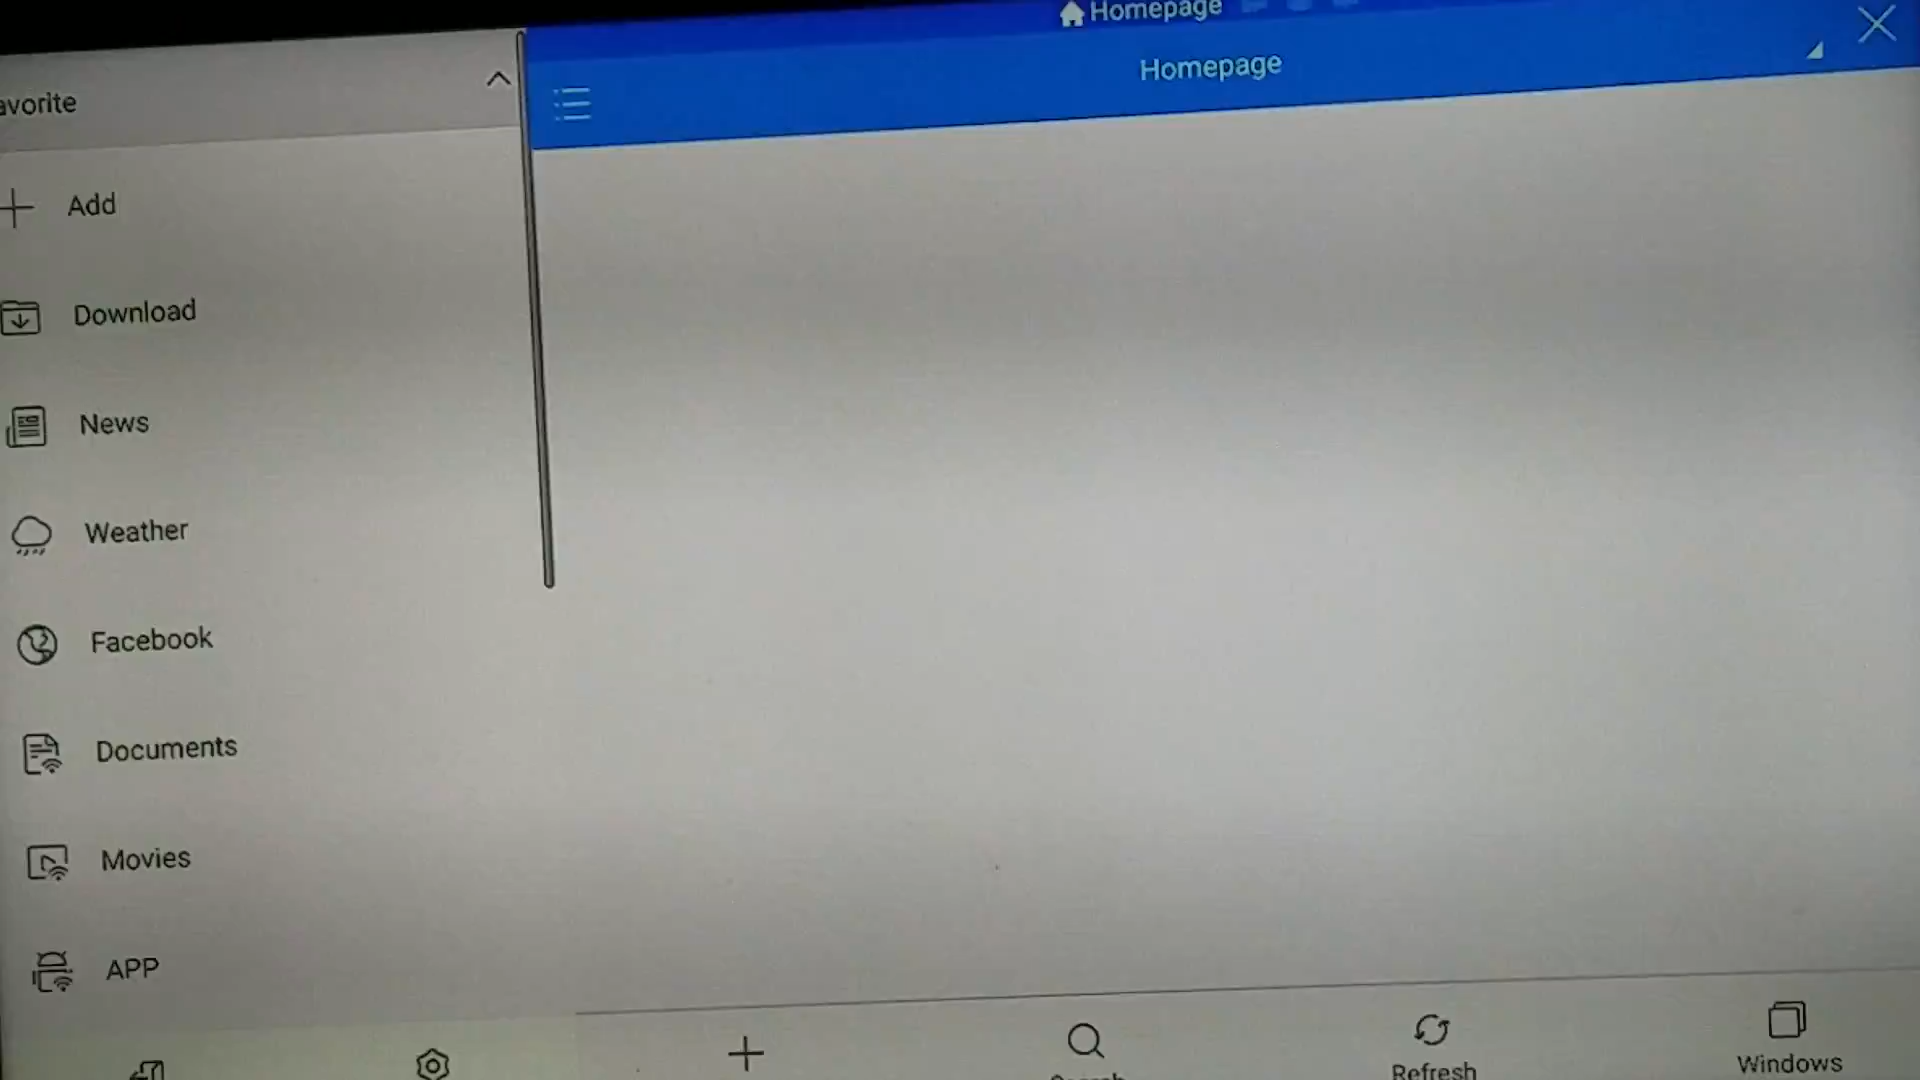 Homepage
avorite
Homepage
Add
Download
News
Weather
Facebook
Documents
Movies
APP
Refresh
Windows